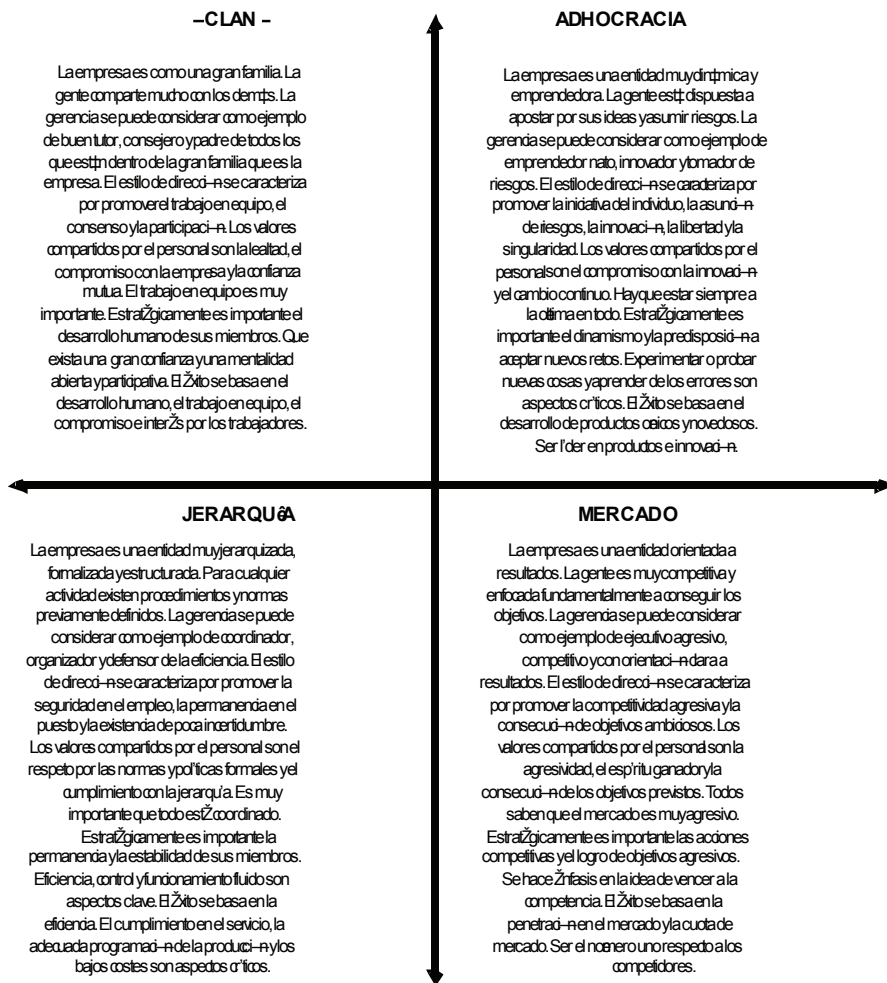 –CLAN –
La empresa es como una gran familia. La
gente comparte mucho con los dem‡s. La
gerencia se puede considerar como ejemplo
de buen tutor, consejero y padre de todos los
que est‡n dentro de la gran familia que es la
empresa. El estilo de direcci—n se caracteriza
por promover el trabajo en equipo, el
consenso y la participaci—n. Los valores
compartidos por el personal son la lealtad, el
compromiso con la empresa y la confianza
mutua. El trabajo en equipo es muy
importante. EstratŽgicamente es importante el
desarrollo humano de sus miembros. Que
exista una gran confianza y una mentalidad
abierta y participativa. El Žxito se basa en el
desarrollo humano, el trabajo en equipo, el
compromiso e interŽs por los trabajadores.
ADHOCRACIA
La empresa es una entidad muy din‡mica y
emprendedora. La gente est‡ dispuesta a
apostar por sus ideas y asumir riesgos. La
gerencia se puede considerar como ejemplo de
emprendedor nato, innovador y tomador de
riesgos. El estilo de direcci—n se caracteriza por
promover la iniciativa del individuo, la asunci—n
de riesgos, la innovaci—n, la libertad y la
singularidad. Los valores compartidos por el
personal son el compromiso con la innovaci—n
y el cambio continuo. Hay que estar siempre a
la œltima en todo. EstratŽgicamente es
importante el dinamismo y la predisposici—n a
aceptar nuevos retos. Experimentar o probar
nuevas cosas y aprender de los errores son
aspectos cr’ticos. El Žxito se basa en el
desarrollo de productos œnicos y novedosos.
Ser l’der en productos e innovaci—n.
JERARQUêA
La empresa es una entidad muy jerarquizada,
formalizada y estructurada. Para cualquier
actividad existen procedimientos y normas
previamente definidos. La gerencia se puede
considerar como ejemplo de coordinador,
organizador y defensor de la eficiencia. El estilo
de direcci—n se caracteriza por promover la
seguridad en el empleo, la permanencia en el
puesto y la existencia de poca incertidumbre.
Los valores compartidos por el personal son el
respeto por las normas y pol’ticas formales y el
cumplimiento con la jerarqu’a. Es muy
importante que todo estŽ coordinado.
EstratŽgicamente es importante la
permanencia y la estabilidad de sus miembros.
Eficiencia, control y funcionamiento fluido son
aspectos clave. El Žxito se basa en la
eficiencia. El cumplimiento en el servicio, la
adecuada programaci—n de la producci—n y los
bajos costes son aspectos cr’ticos.
MERCADO
La empresa es una entidad orientada a
resultados. La gente es muy competitiva y
enfocada fundamentalmente a conseguir los
objetivos. La gerencia se puede considerar
como ejemplo de ejecutivo agresivo,
competitivo y con orientaci—n clara a
resultados. El estilo de direcci—n se caracteriza
por promover la competitividad agresiva y la
consecuci—n de objetivos ambiciosos. Los
valores compartidos por el personal son la
agresividad, el esp’ritu ganador y la
consecuci—n de los objetivos previstos. Todos
saben que el mercado es muy agresivo.
EstratŽgicamente es importante las acciones
competitivas y el logro de objetivos agresivos.
Se hace Žnfasis en la idea de vencer a la
competencia. El Žxito se basa en la
penetraci—n en el mercado y la cuota de
mercado. Ser el nœmero uno respecto a los
competidores.